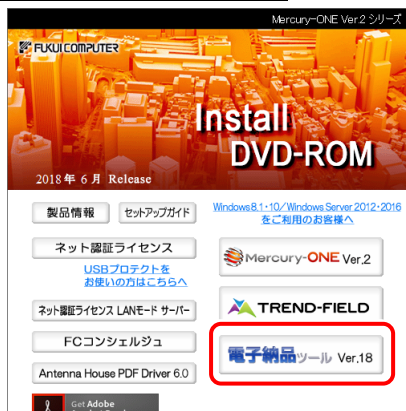 Mercury-ONE Ver.2 シリーズ
FUKUI COMPUTER
Install
DVD-ROM
2018年 6月 Release
製品情報
セットアップガイド
Windows8.1・10/Windows Server 2012・2016
をご利用のお客様へ
ネット認証ライセンス
USBプロテクトを
お使いの方はこちらへ
Mercury-ONE Ver.2
ネット認証ライセンス LANモード サーバー
TREND-FIELD
FCコンシェルジュ
電子納品ツール Ver.18
Antenna House PDF Driver 6.0
Get Adobe